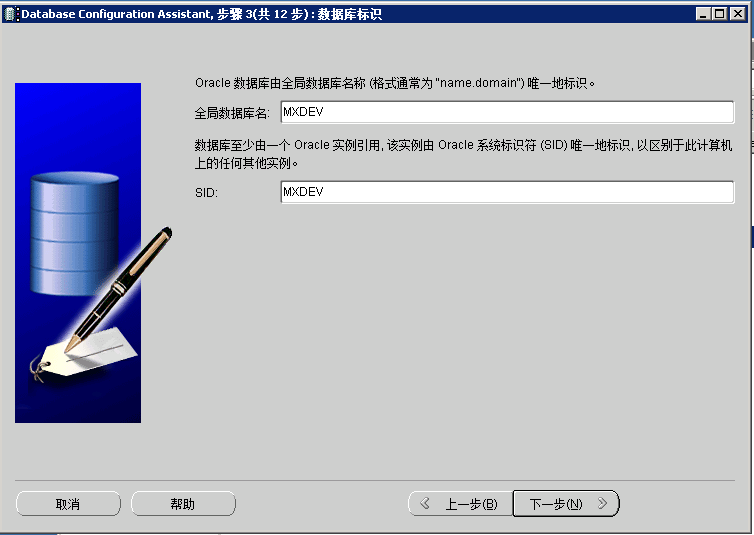 Database Configuration Assistant, 步骤 3(共 12 步) : 数据库标识
Oracle 数据库由全局数据库名称 (格式通常为 "name.domain") 唯一地标识。
全局数据库名: MXDEV
数据库至少由一个 Oracle 实例引用, 该实例由 Oracle 系统标识符 (SID) 唯一地标识, 以区别于此计算机
上的任何其他实例。
SID: MXDEV
取消 帮助 上一步(B) 下一步(N)